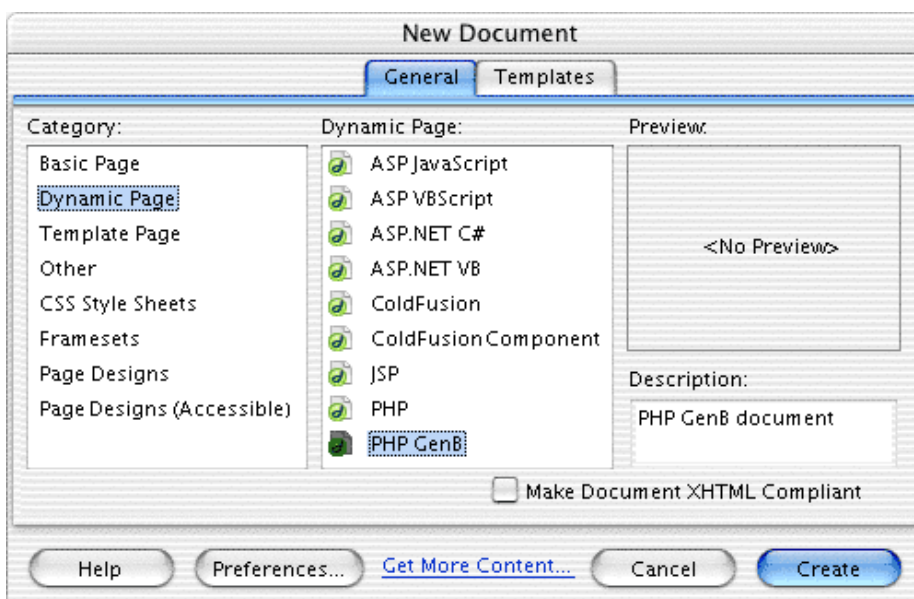 New Document
General Templates
Category:
Basic Page
Dynamic Page
Template Page
Other
CSS Style Sheets
Framesets
Page Designs
Page Designs (Accessible)
Dynamic Page:
ASP JavaScript
ASP VBScript
ASP.NET C#
ASP.NET VB
ColdFusion
ColdFusion Component
JSP
PHP
PHP GenB
Preview:
<No Preview>
Description:
PHP GenB document
Make Document XHTML Compliant
Help Preferences... Get More Content... Cancel Create